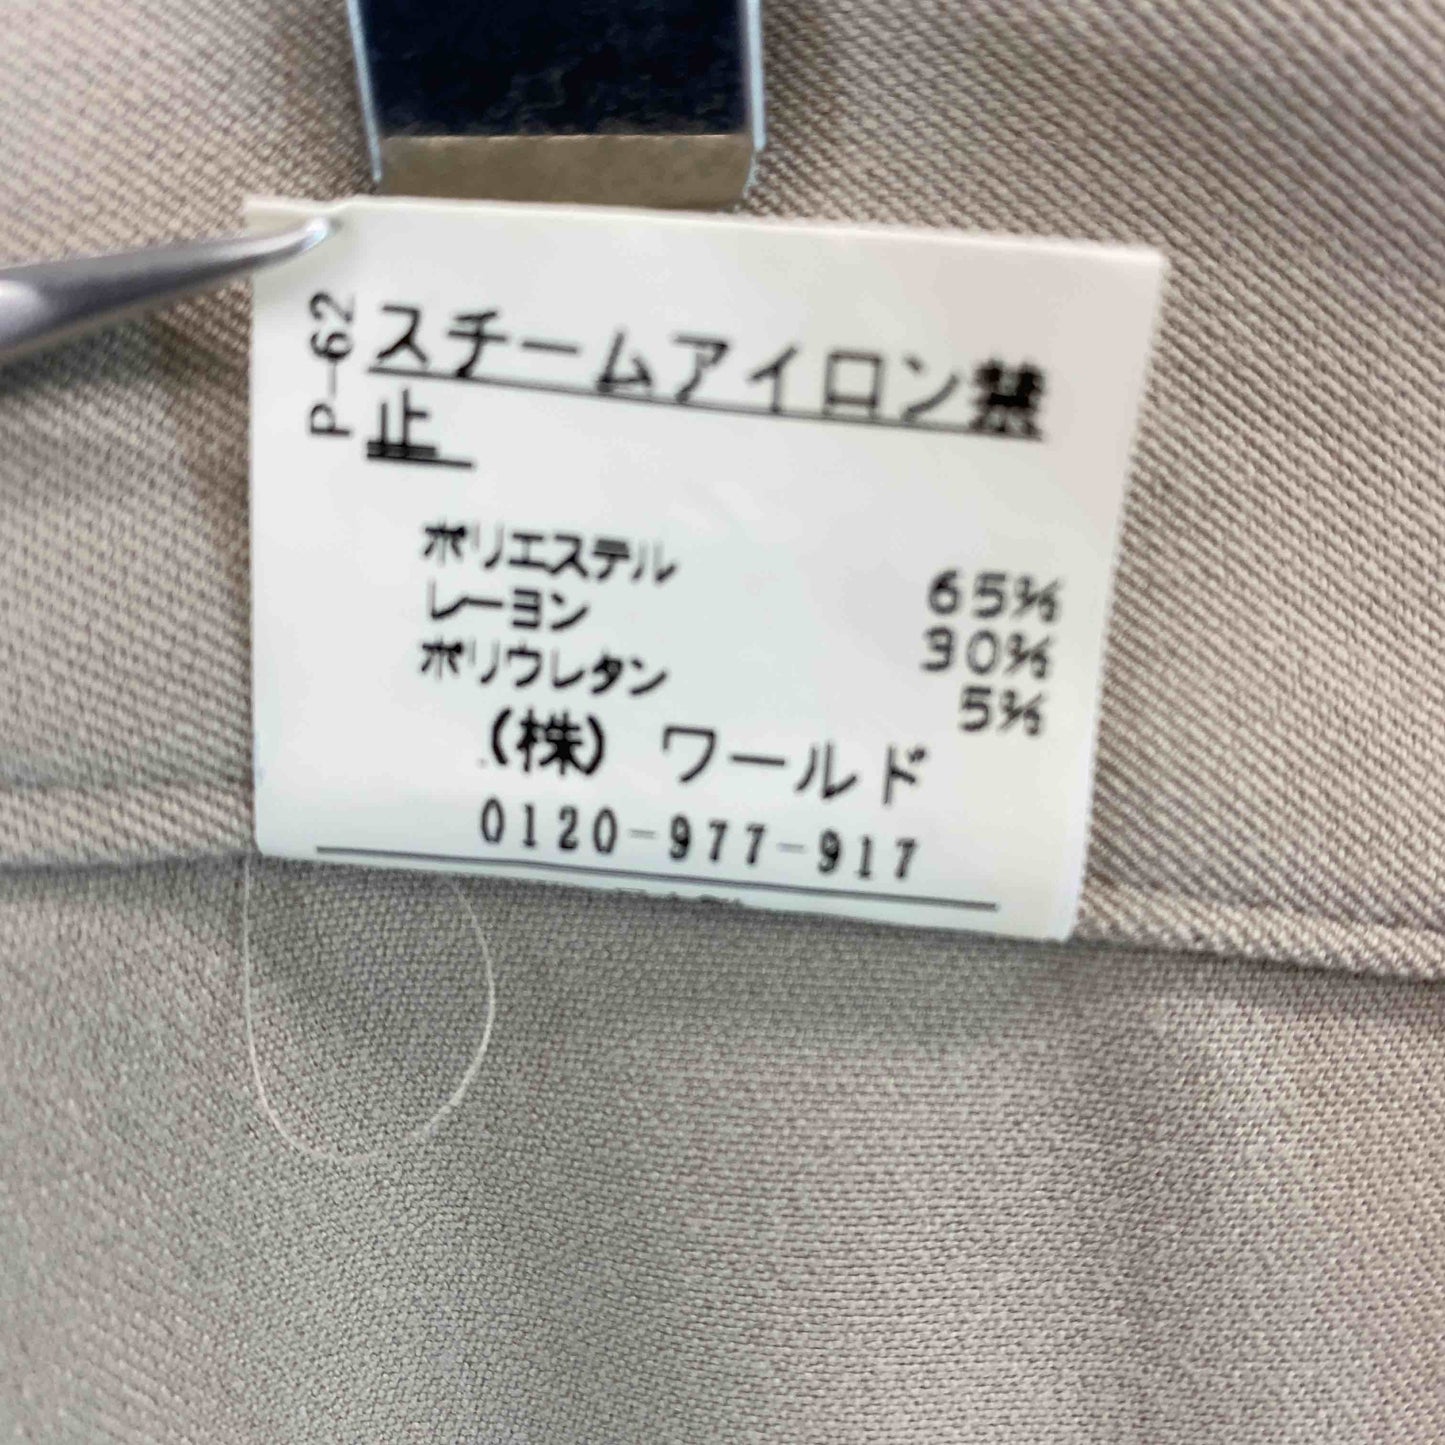 P-62
スチームアイロン禁
止
ポリエステル 65%
レーヨン 30%
ポリウレタン 5%
(株) ワールド
0120-977-917